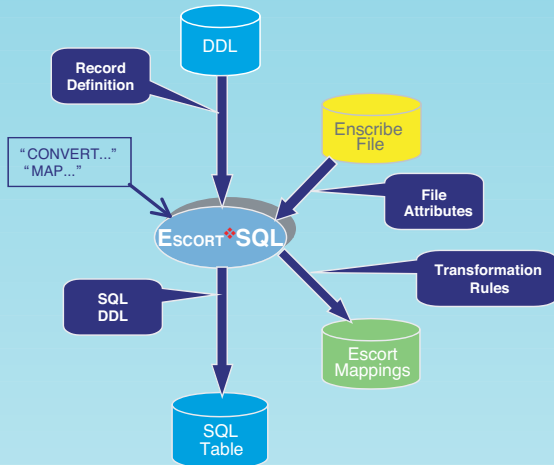 DDL
Record
Definition
Enscribe
File
“CONVERT...”
“MAP...”
File
Attributes
ESCORT❖SQL
Transformation
Rules
SQL
DDL
Escort
Mappings
SQL
Table